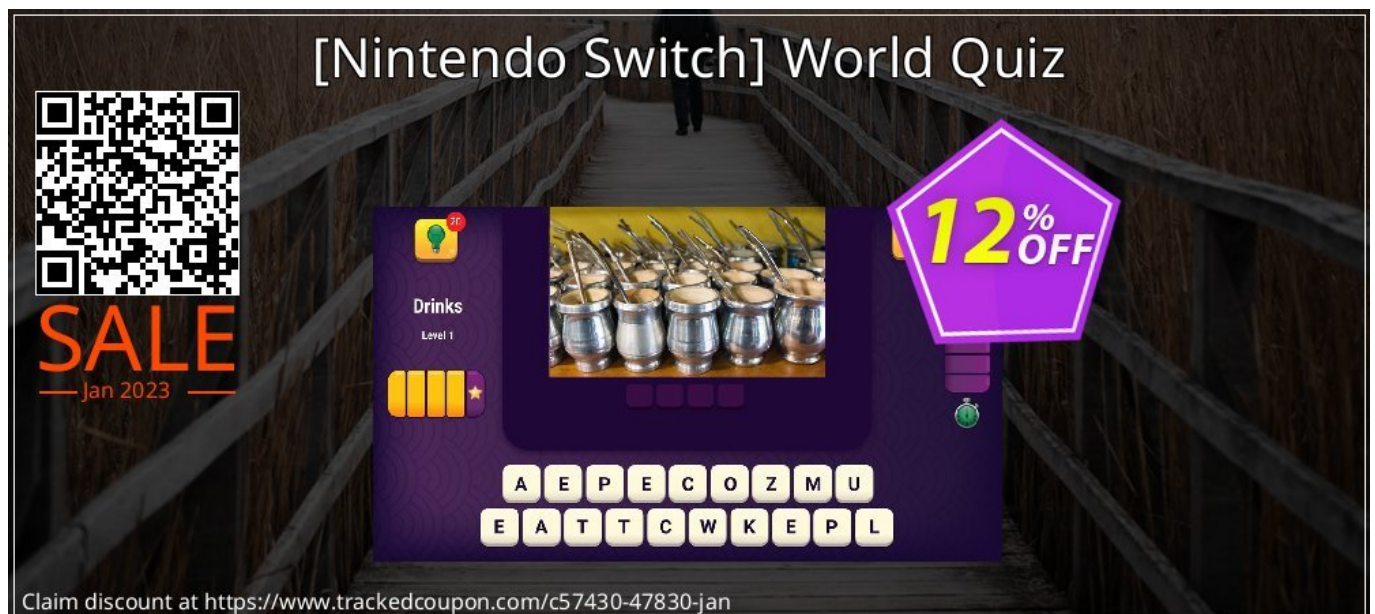 [Nintendo Switch] World Quiz
12% OFF
SALE
Jan 2023
20
Drinks
Level 1
A E P E C O Z M U
E A T T C W K E P L
Claim discount at https://www.trackedcoupon.com/c57430-47830-jan